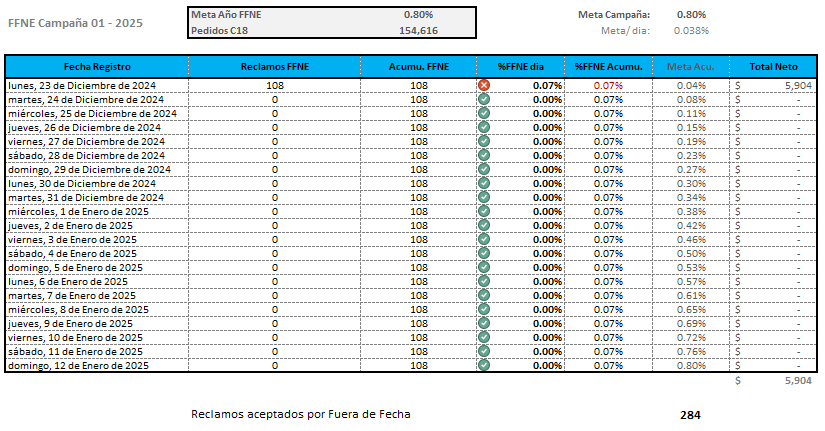 FFNE Campaña 01 - 2025
Meta Año FFNE 0.80%
Pedidos C18 154,616
Meta Campaña: 0.80%
Meta/ dia: 0.038%
Fecha Registro Reclamos FFNE Acumu. FFNE %FFNE dia %FFNE Acumu. Meta Acu. Total Neto
lunes, 23 de Diciembre de 2024 108 108 0.07% 0.07% 0.04% $ 5,904
martes, 24 de Diciembre de 2024 0 108 0.00% 0.07% 0.08% $ -
miércoles, 25 de Diciembre de 2024 0 108 0.00% 0.07% 0.11% $ -
jueves, 26 de Diciembre de 2024 0 108 0.00% 0.07% 0.15% $ -
viernes, 27 de Diciembre de 2024 0 108 0.00% 0.07% 0.19% $ -
sábado, 28 de Diciembre de 2024 0 108 0.00% 0.07% 0.23% $ -
domingo, 29 de Diciembre de 2024 0 108 0.00% 0.07% 0.27% $ -
lunes, 30 de Diciembre de 2024 0 108 0.00% 0.07% 0.30% $ -
martes, 31 de Diciembre de 2024 0 108 0.00% 0.07% 0.34% $ -
miércoles, 1 de Enero de 2025 0 108 0.00% 0.07% 0.38% $ -
jueves, 2 de Enero de 2025 0 108 0.00% 0.07% 0.42% $ -
viernes, 3 de Enero de 2025 0 108 0.00% 0.07% 0.46% $ -
sábado, 4 de Enero de 2025 0 108 0.00% 0.07% 0.50% $ -
domingo, 5 de Enero de 2025 0 108 0.00% 0.07% 0.53% $ -
lunes, 6 de Enero de 2025 0 108 0.00% 0.07% 0.57% $ -
martes, 7 de Enero de 2025 0 108 0.00% 0.07% 0.61% $ -
miércoles, 8 de Enero de 2025 0 108 0.00% 0.07% 0.65% $ -
jueves, 9 de Enero de 2025 0 108 0.00% 0.07% 0.69% $ -
viernes, 10 de Enero de 2025 0 108 0.00% 0.07% 0.72% $ -
sábado, 11 de Enero de 2025 0 108 0.00% 0.07% 0.76% $ -
domingo, 12 de Enero de 2025 0 108 0.00% 0.07% 0.80% $ -
$ 5,904
Reclamos aceptados por Fuera de Fecha 284